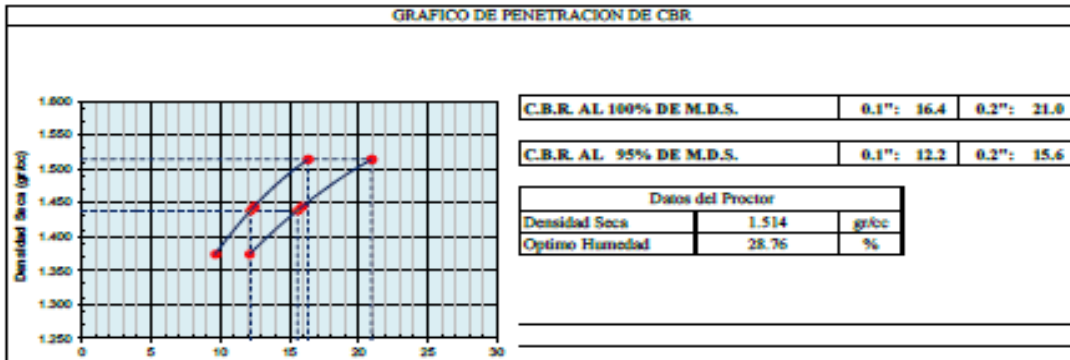 GRAFICO DE PENETRACION DE CBR
C.B.R. AL 100% DE M.D.S. 0.1": 16.4 0.2": 21.0
C.B.R. AL 95% DE M.D.S. 0.1": 12.2 0.2": 15.6
Datos del Proctor
Densidad Seca 1.514 gr/cc
Optimo Humedad 28.76 %
Densidad Seca (gr/cc)
1.600
1.550
1.500
1.450
1.400
1.350
1.300
1.250
0 5 10 15 20 25 30